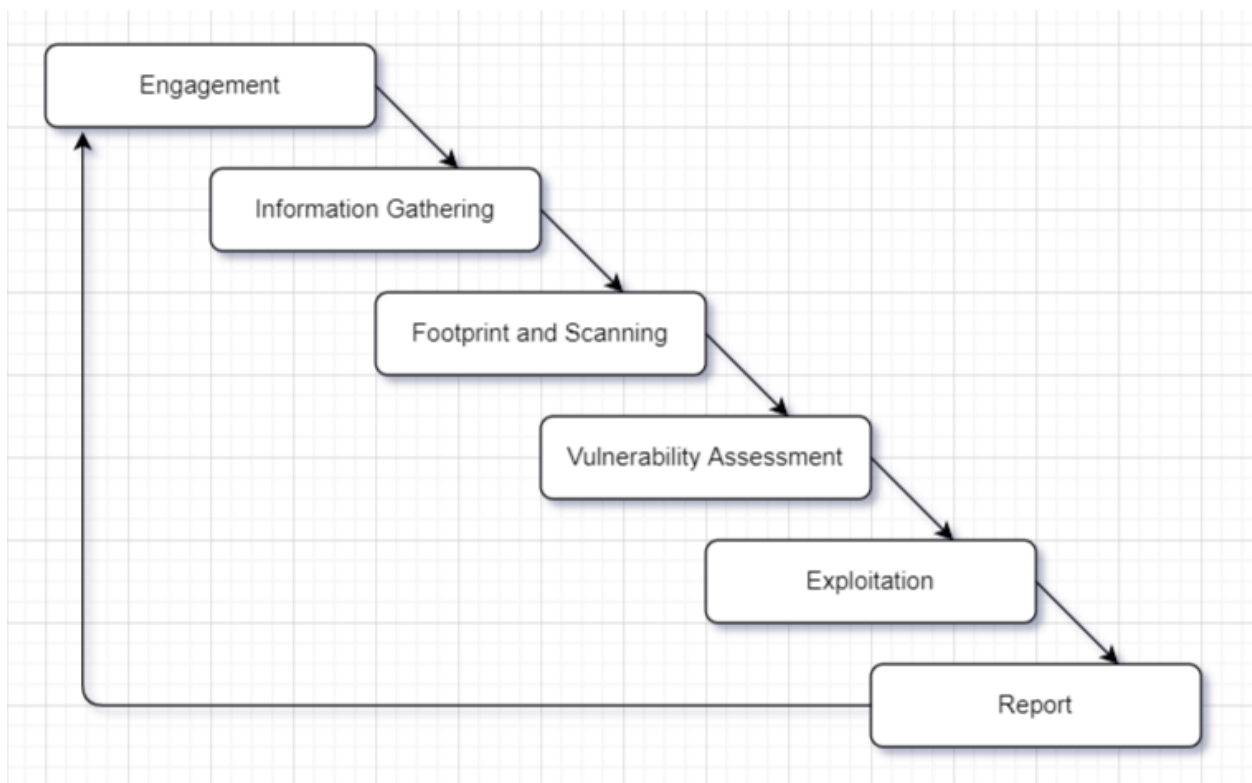 Engagement
Information Gathering
Footprint and Scanning
Vulnerability Assessment
Exploitation
Report